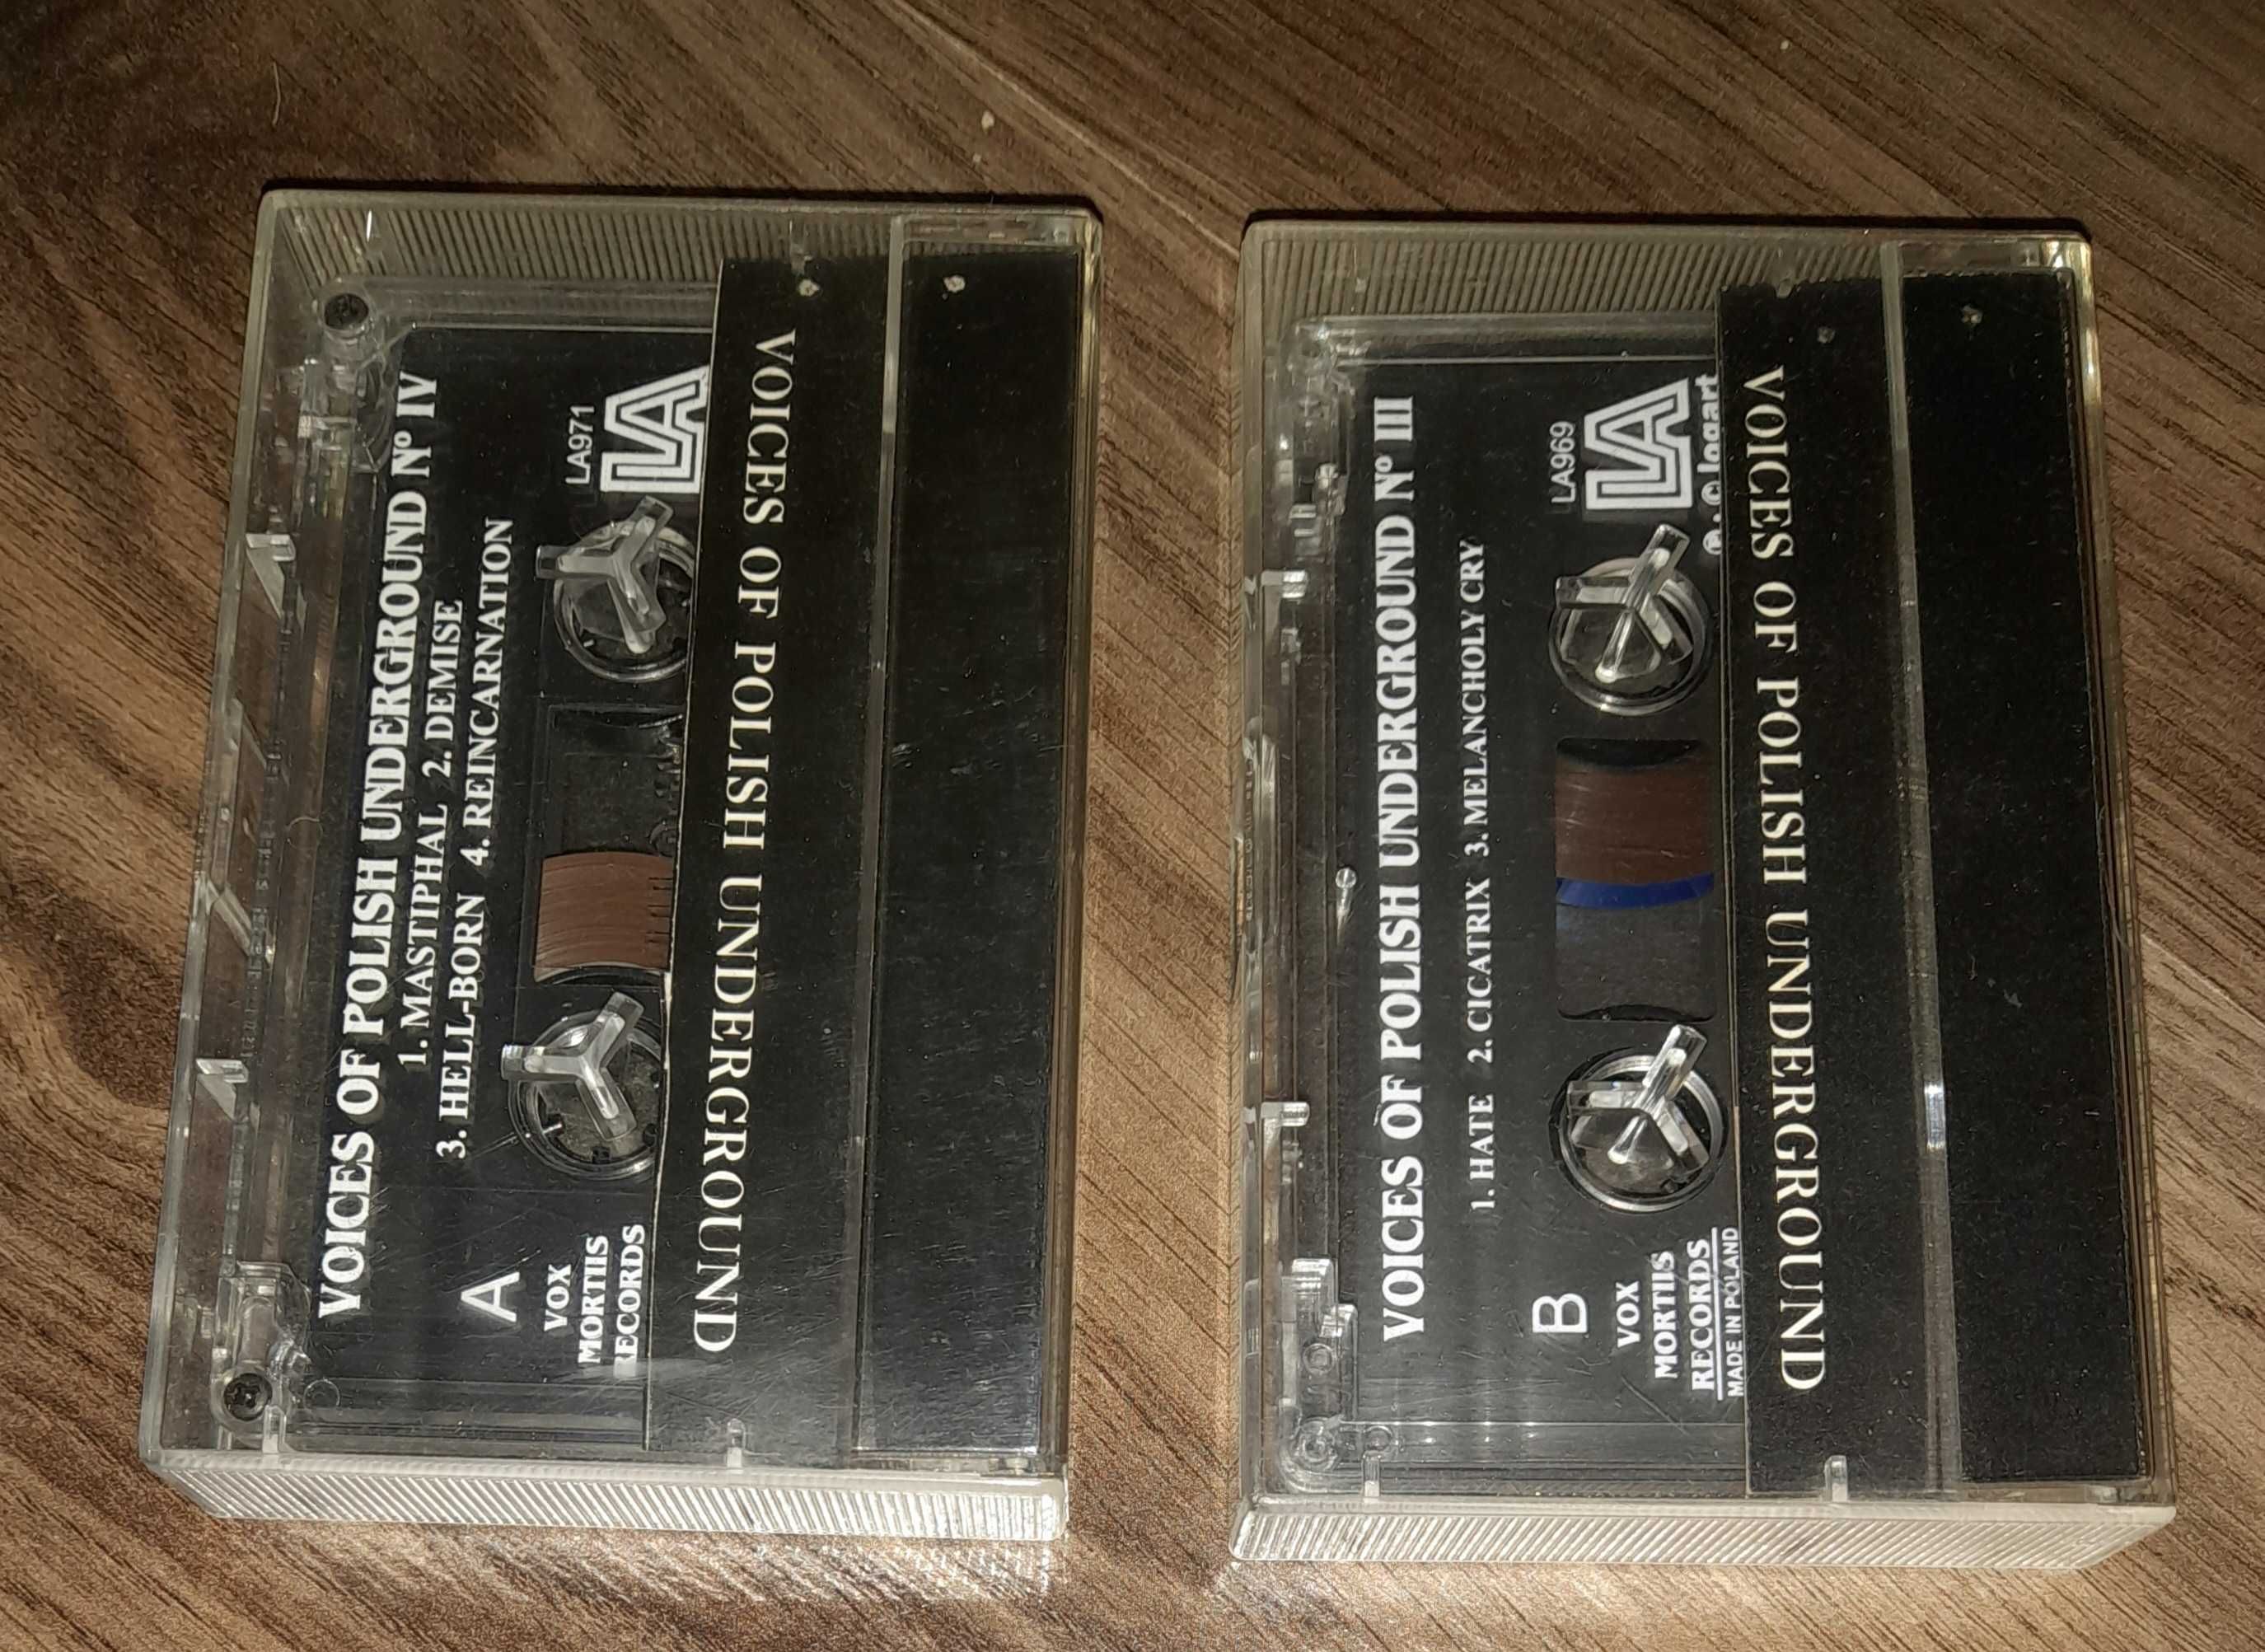 VOICES OF POLISH UNDERGROUND Nº IV
1. MASTIPHAL 2. DEMISE
3. HELL-BORN 4. REINCARNATION
A
LA971
LA
VOX
MORTIIS
RECORDS
VOICES OF POLISH UNDERGROUND
VOICES OF POLISH UNDERGROUND Nº III
1. HATE 2. CICATRIX 3. MELANCHOLY CRY
B
LA969
LA
℗ · © logart
VOX
MORTIIS
RECORDS
MADE IN POLAND
VOICES OF POLISH UNDERGROUND